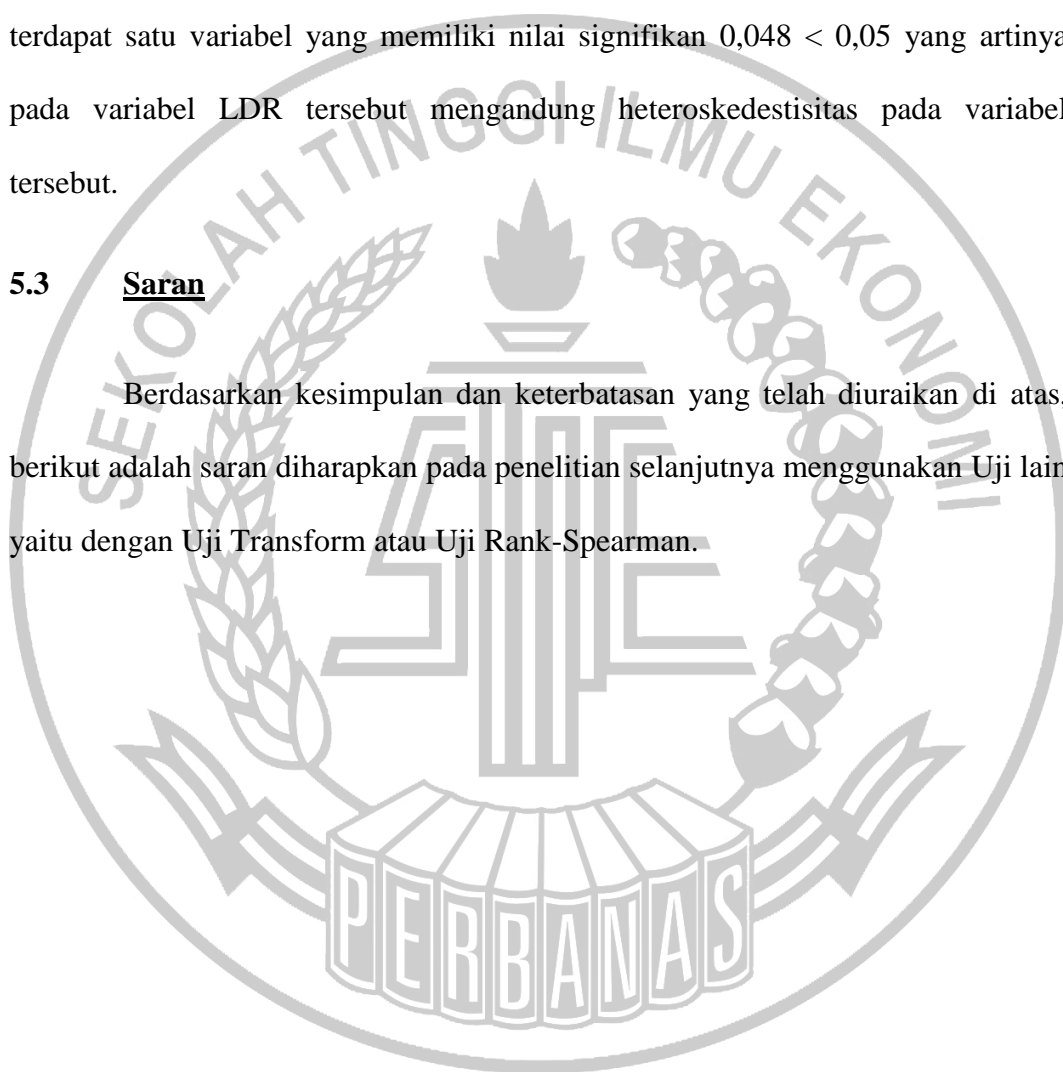 terdapat satu variabel yang memiliki nilai signifikan 0,048 < 0,05 yang artinya
pada variabel LDR tersebut mengandung heteroskedestisitas pada variabel
tersebut.
5.3 Saran
Berdasarkan kesimpulan dan keterbatasan yang telah diuraikan di atas,
berikut adalah saran diharapkan pada penelitian selanjutnya menggunakan Uji lain
yaitu dengan Uji Transform atau Uji Rank-Spearman.
SEKOLAH TINGGI ILMU EKONOMI
PERBANAS